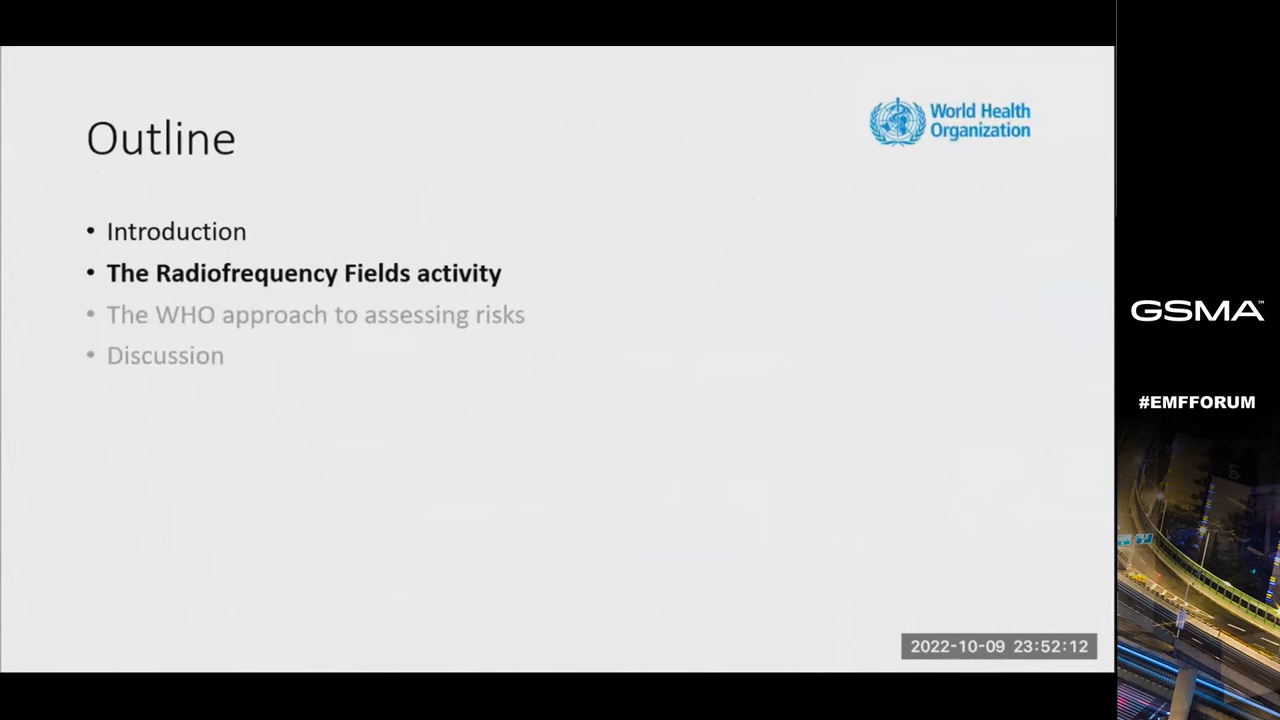 Outline
World Health
Organization
• Introduction
• The Radiofrequency Fields activity
• The WHO approach to assessing risks
• Discussion
2022-10-09 23:52:12
GSMA™
#EMFFORUM